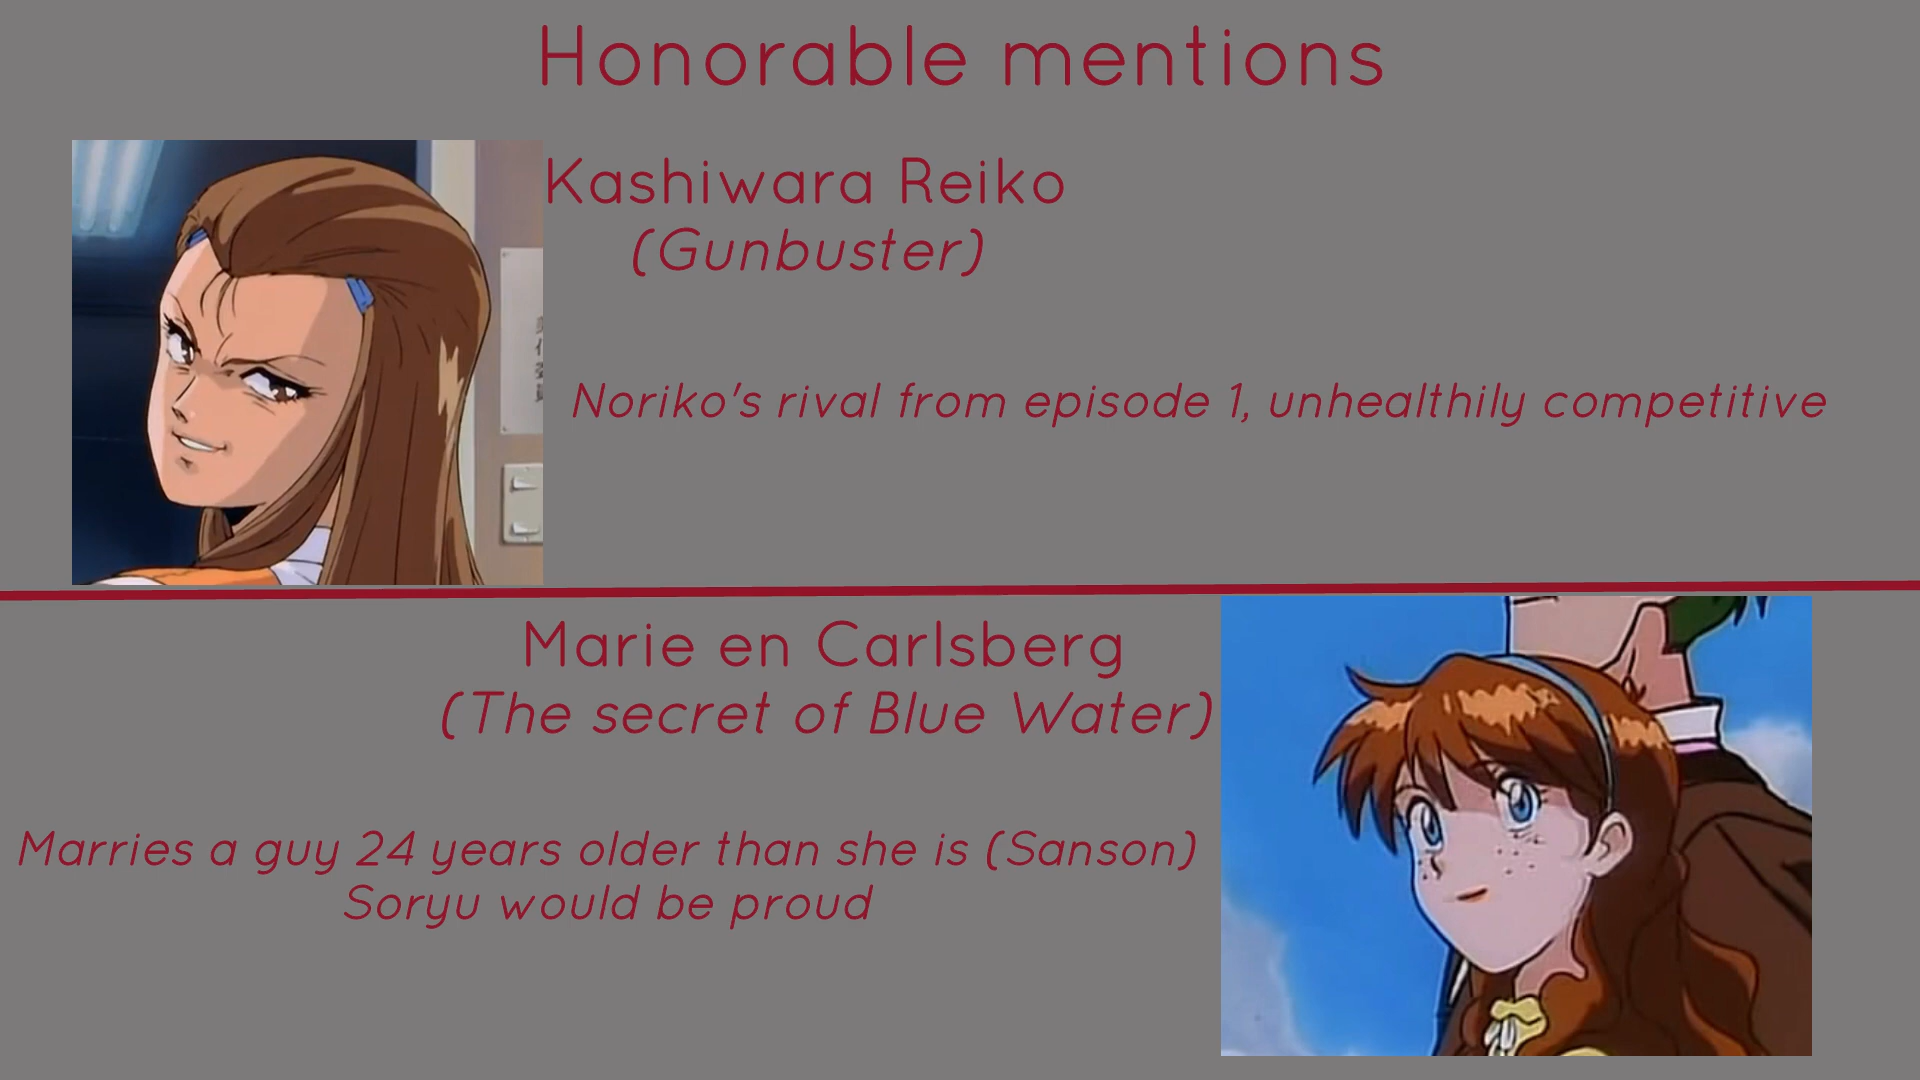 Honorable mentions
Kashiwara Reiko
(Gunbuster)
Noriko's rival from episode 1, unhealthily competitive
Marie en Carlsberg
(The secret of Blue Water)
Marries a guy 24 years older than she is (Sanson)
Soryu would be proud